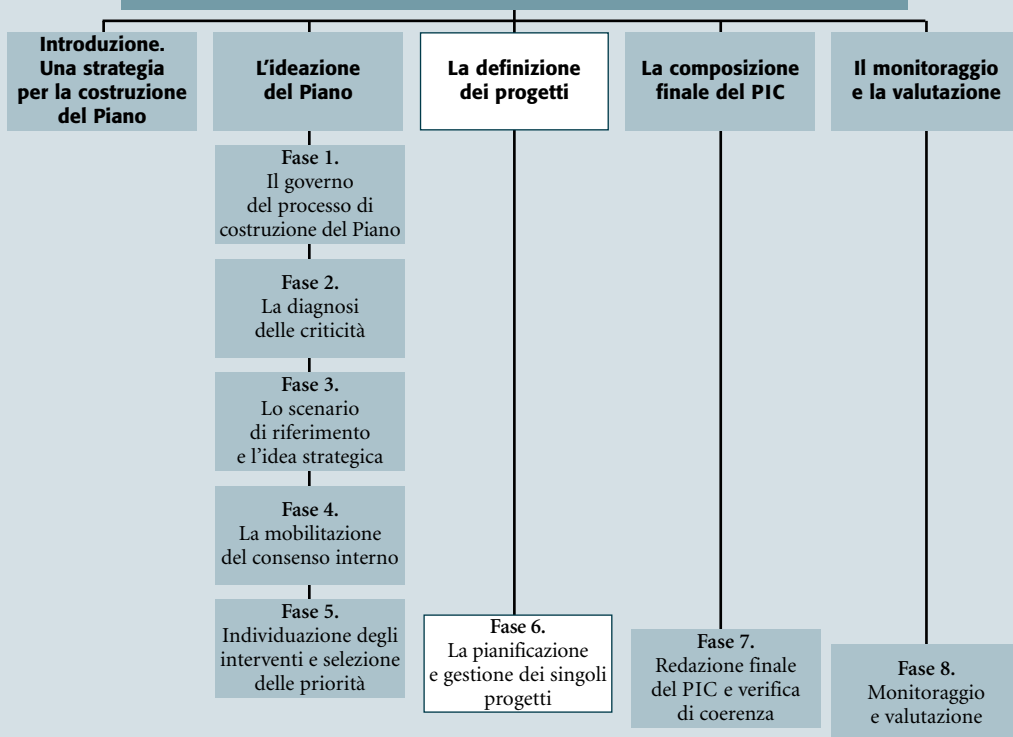 Introduzione.
Una strategia
per la costruzione
del Piano
L'ideazione
del Piano
La definizione
dei progetti
La composizione
finale del PIC
Il monitoraggio
e la valutazione
Fase 1.
Il governo
del processo di
costruzione del Piano
Fase 2.
La diagnosi
delle criticità
Fase 3.
Lo scenario
di riferimento
e l'idea strategica
Fase 4.
La mobilitazione
del consenso interno
Fase 5.
Individuazione degli
interventi e selezione
delle priorità
Fase 6.
La pianificazione
e gestione dei singoli
progetti
Fase 7.
Redazione finale
del PIC e verifica
di coerenza
Fase 8.
Monitoraggio
e valutazione